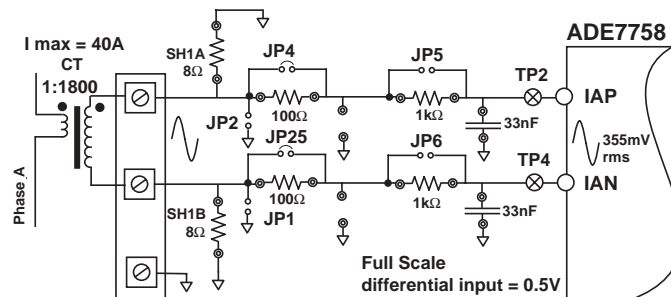 I max = 40A
CT
1:1800
SH1A
8Ω
JP4
JP5
ADE7758
TP2
IAP
JP2
100Ω
1kΩ
33nF
JP25
JP6
355mV
rms
TP4
IAN
Phase A
SH1B
8Ω
JP1
100Ω
1kΩ
33nF
Full Scale
differential input = 0.5V